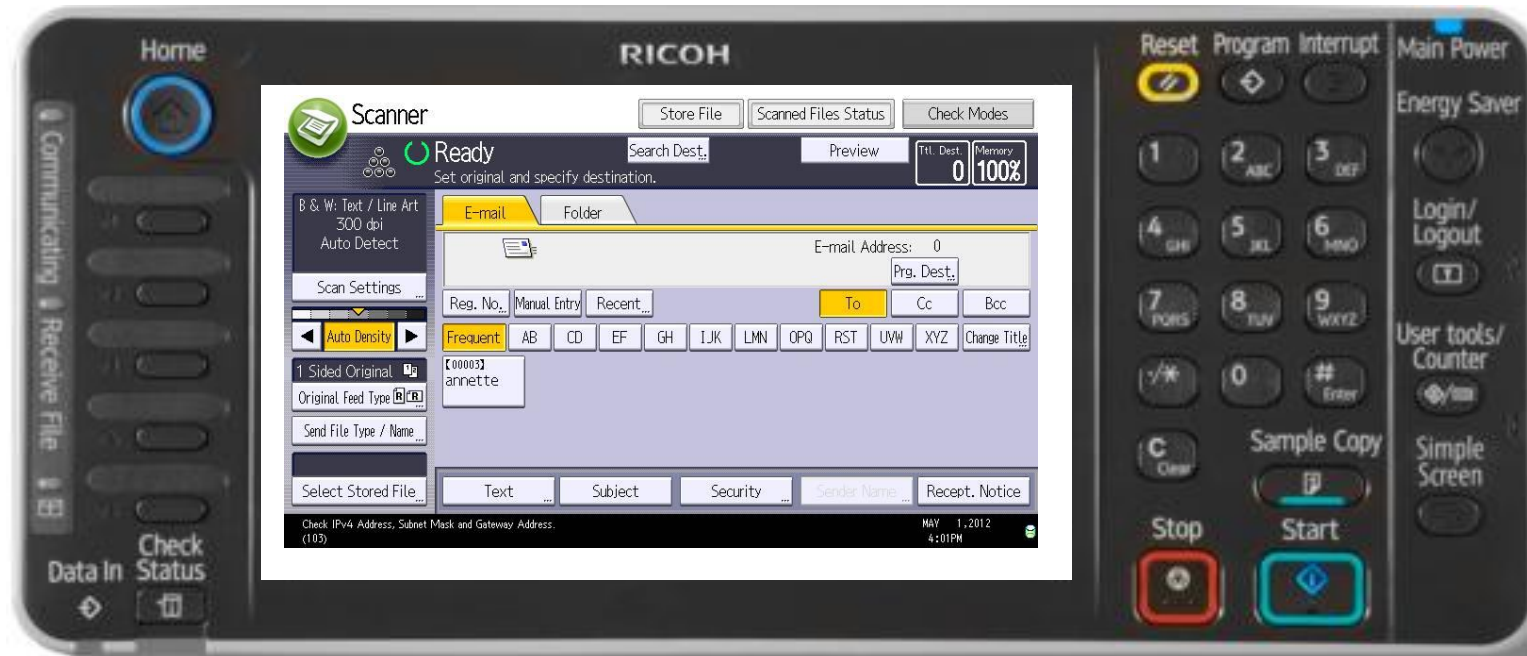 Home
RICOH
Reset Program Interrupt
Main Power
Energy Saver
Communicating
Receive File
Scanner
Store File
Scanned Files Status
Check Modes
Ready
Search Dest.
Preview
Ttl. Dest.
0
Memory
100%
Set original and specify destination.
B & W: Text / Line Art
300 dpi
Auto Detect
Scan Settings
Auto Density
1 Sided Original
Original Feed Type R R
Send File Type / Name
Select Stored File
E-mail
Folder
E-mail Address: 0
Prg. Dest.
Reg. No.
Manual Entry
Recent
To
Cc
Bcc
Frequent AB CD EF GH IJK LMN OPQ RST UVW XYZ Change Title
【00003】
annette
Text
Subject
Security
Sender Name
Recept. Notice
Check IPv4 Address, Subnet Mask and Gateway Address.
(103)
MAY 1,2012
4:01PM
1
2 ABC
3 DEF
4 GHI
5 JKL
6 MNO
7 PQRS
8 TUV
9 WXYZ
·/*
0
# Enter
C Clear
Login/
Logout
User tools/
Counter
Sample Copy
Simple
Screen
Stop
Start
Data In
Check
Status